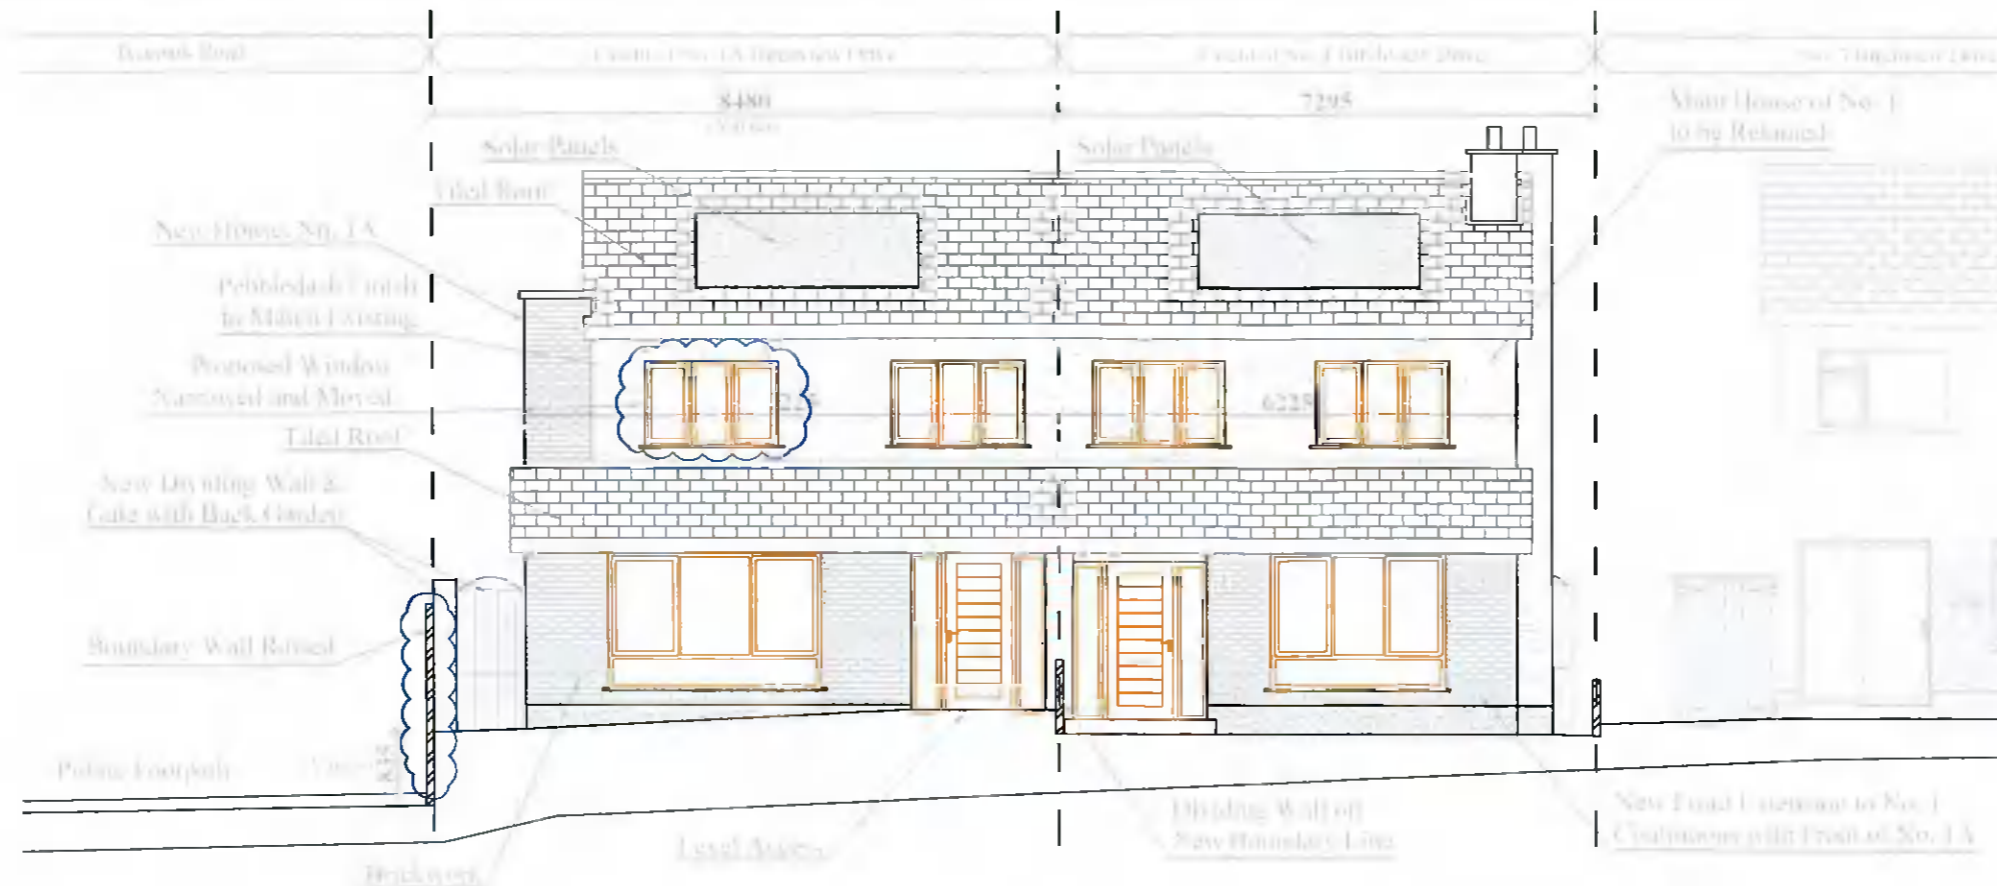 8480
7295
Main House of No. 1
to be Retained
Solar Panels
Solar Panels
Tiled Roof
New House, No. 1A
Pebbledash Finish
to Match Existing
Proposed Window
Narrowed and Moved
6225
Tiled Roof
New Dividing Wall &
Gate with Back Garden
Boundary Wall Raised
Public Footpath
Dividing Wall on
New Boundary Line
New Front Extension to No. 1
Continuous with Front of No. 1A
Level Access
Brickwork